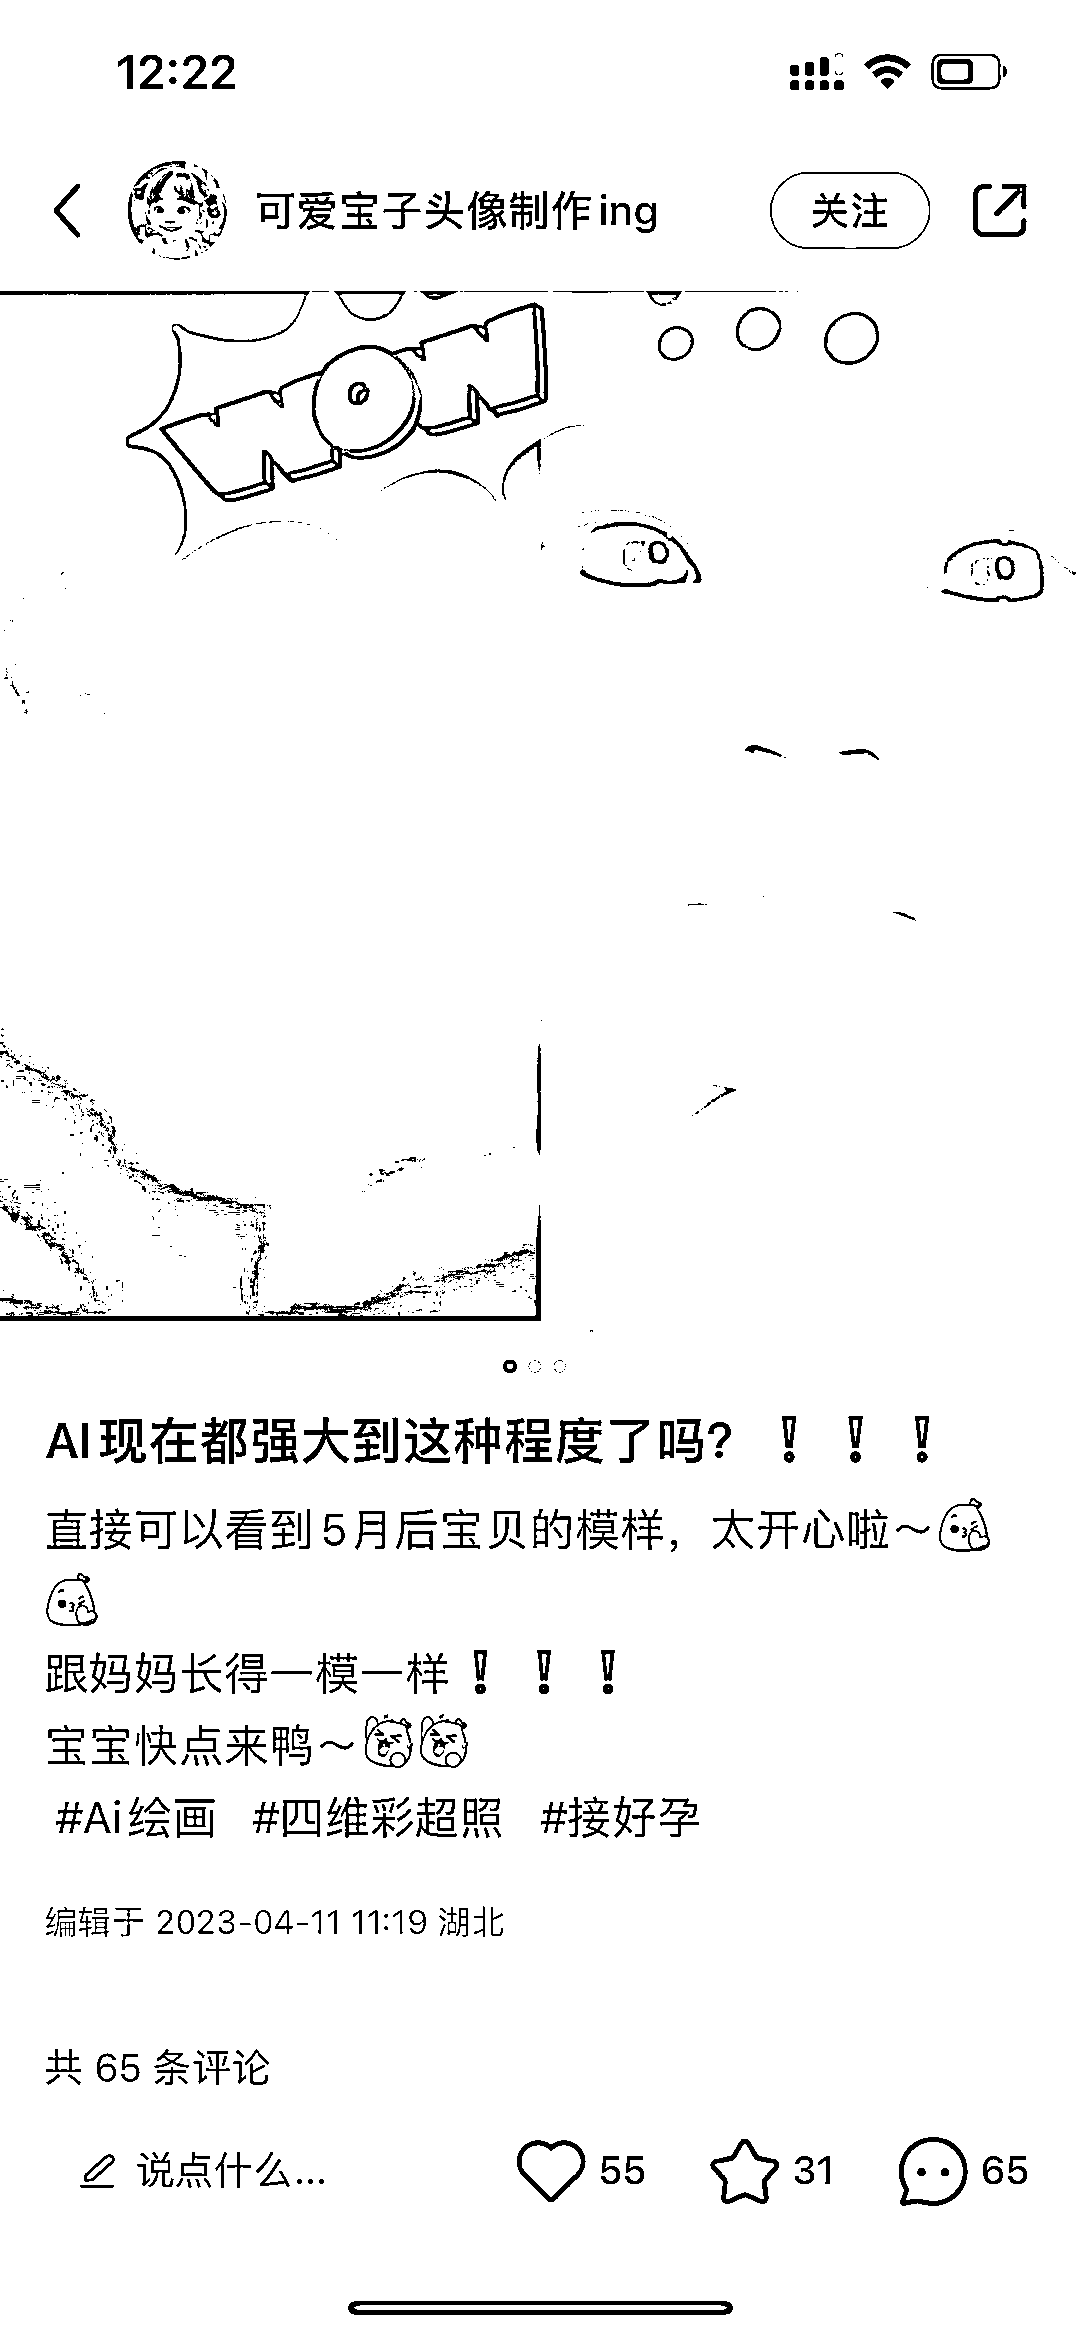 12:22
可爱宝子头像制作ing
关注
WOW
AI现在都强大到这种程度了吗？❗❗❗
直接可以看到5月后宝贝的模样，太开心啦～
跟妈妈长得一模一样❗❗❗
宝宝快点来鸭～
#Ai绘画 #四维彩超照 #接好孕
编辑于 2023-04-11 11:19 湖北
共 65 条评论
说点什么...
55
31
65